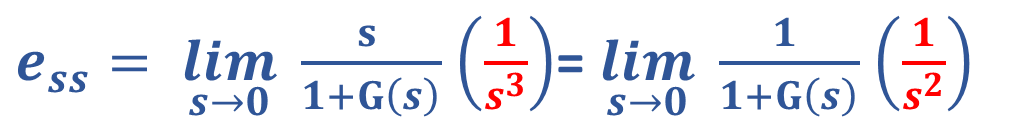 e_ss = lim_{s→0} s/(1+G(s)) (1/s³) = lim_{s→0} 1/(1+G(s)) (1/s²)